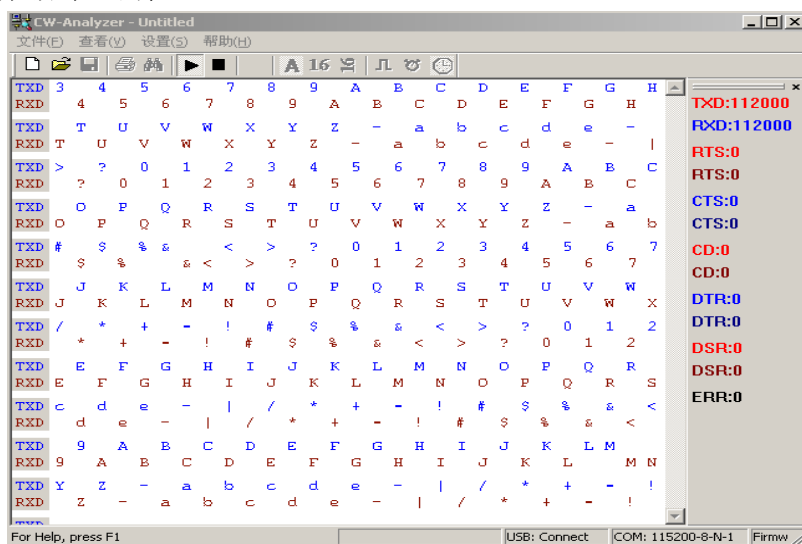 CW-Analyzer - Untitled
文件(F) 查看(V) 设置(S) 帮助(H)
A 16 10
TXD 3 4 5 6 7 8 9 A B C D E F G H
RXD 4 5 6 7 8 9 A B C D E F G H
TXD T U V W X Y Z - a b c d e -
RXD T U V W X Y Z - a b c d e - |
TXD > ? 0 1 2 3 4 5 6 7 8 9 A B C
RXD ? 0 1 2 3 4 5 6 7 8 9 A B C
TXD O P Q R S T U V W X Y Z - a
RXD O P Q R S T U V W X Y Z - a b
TXD # $ % & < > ? 0 1 2 3 4 5 6 7
RXD $ % & < > ? 0 1 2 3 4 5 6 7
TXD J K L M N O P Q R S T U V W
RXD J K L M N O P Q R S T U V W X
TXD / * + - ! # $ % & < > ? 0 1 2
RXD * + - ! # $ % & < > ? 0 1 2
TXD E F G H I J K L M N O P Q R
RXD E F G H I J K L M N O P Q R S
TXD c d e - | / * + - ! # $ % & <
RXD d e - | / * + - ! # $ % & <
TXD 9 A B C D E F G H I J K L M
RXD 9 A B C D E F G H I J K L M N
TXD Y Z - a b c d e - | / * + - !
RXD Z - a b c d e - | / * + - !
TXD:112000
RXD:112000
RTS:0
RTS:0
CTS:0
CTS:0
CD:0
CD:0
DTR:0
DTR:0
DSR:0
DSR:0
ERR:0
For Help, press F1
USB: Connect
COM: 115200-8-N-1
Firmw